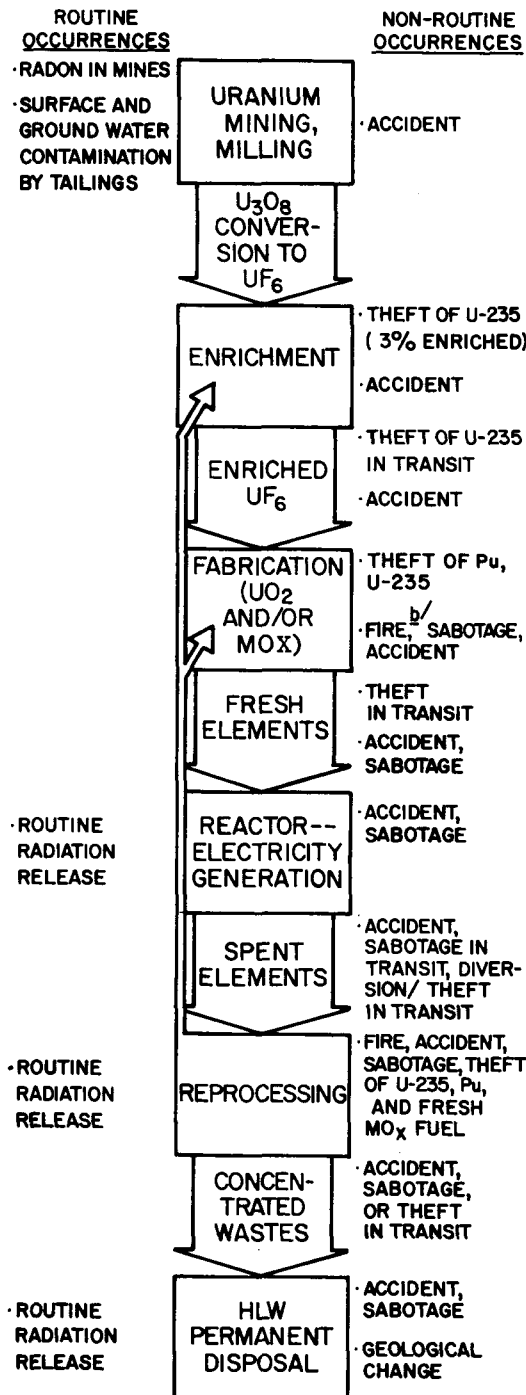 ROUTINE
OCCURRENCES
NON-ROUTINE
OCCURRENCES
·RADON IN MINES
·SURFACE AND
GROUND WATER
CONTAMINATION
BY TAILINGS
URANIUM
MINING,
MILLING
·ACCIDENT
U3O8
CONVER-
SION TO
UF6
ENRICHMENT
·THEFT OF U-235
( 3% ENRICHED)
·ACCIDENT
ENRICHED
UF6
·THEFT OF U-235
IN TRANSIT
·ACCIDENT
FABRICATION
(UO2
AND/OR
MOX)
·THEFT OF Pu,
U-235
·FIRE, b/ SABOTAGE,
ACCIDENT
FRESH
ELEMENTS
·THEFT
IN TRANSIT
·ACCIDENT,
SABOTAGE
·ROUTINE
RADIATION
RELEASE
REACTOR--
ELECTRICITY
GENERATION
·ACCIDENT,
SABOTAGE
SPENT
ELEMENTS
·ACCIDENT,
SABOTAGE IN
TRANSIT, DIVER-
SION/ THEFT
IN TRANSIT
·ROUTINE
RADIATION
RELEASE
REPROCESSING
·FIRE, ACCIDENT,
SABOTAGE, THEFT
OF U-235, Pu,
AND FRESH
MOX FUEL
CONCEN-
TRATED
WASTES
·ACCIDENT,
SABOTAGE,
OR THEFT
IN TRANSIT
·ROUTINE
RADIATION
RELEASE
HLW
PERMANENT
DISPOSAL
·ACCIDENT,
SABOTAGE
·GEOLOGICAL
CHANGE